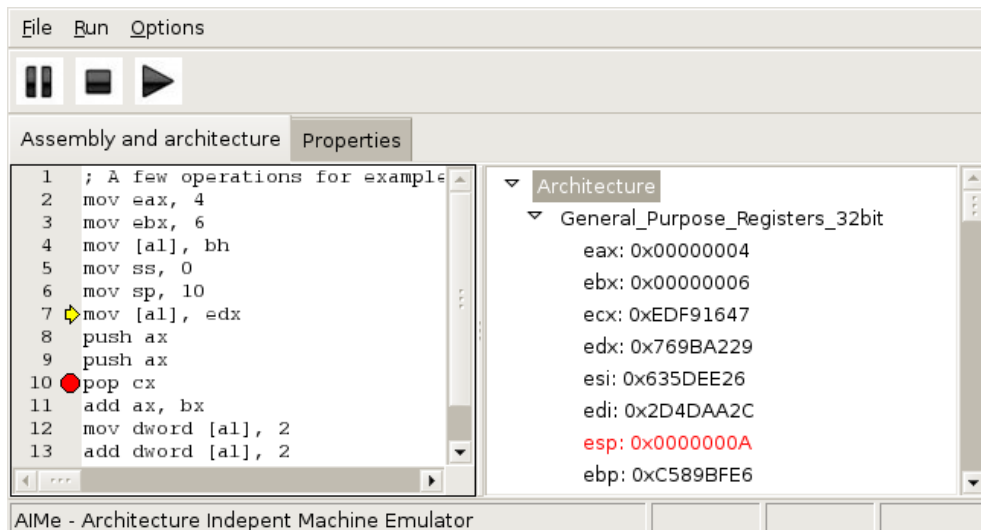 File Run Options
Assembly and architecture Properties
1 ; A few operations for example
2 mov eax, 4
3 mov ebx, 6
4 mov [al], bh
5 mov ss, 0
6 mov sp, 10
7 mov [al], edx
8 push ax
9 push ax
10 pop cx
11 add ax, bx
12 mov dword [al], 2
13 add dword [al], 2
Architecture
General_Purpose_Registers_32bit
eax: 0x00000004
ebx: 0x00000006
ecx: 0xEDF91647
edx: 0x769BA229
esi: 0x635DEE26
edi: 0x2D4DAA2C
esp: 0x0000000A
ebp: 0xC589BFE6
AIMe - Architecture Indepent Machine Emulator